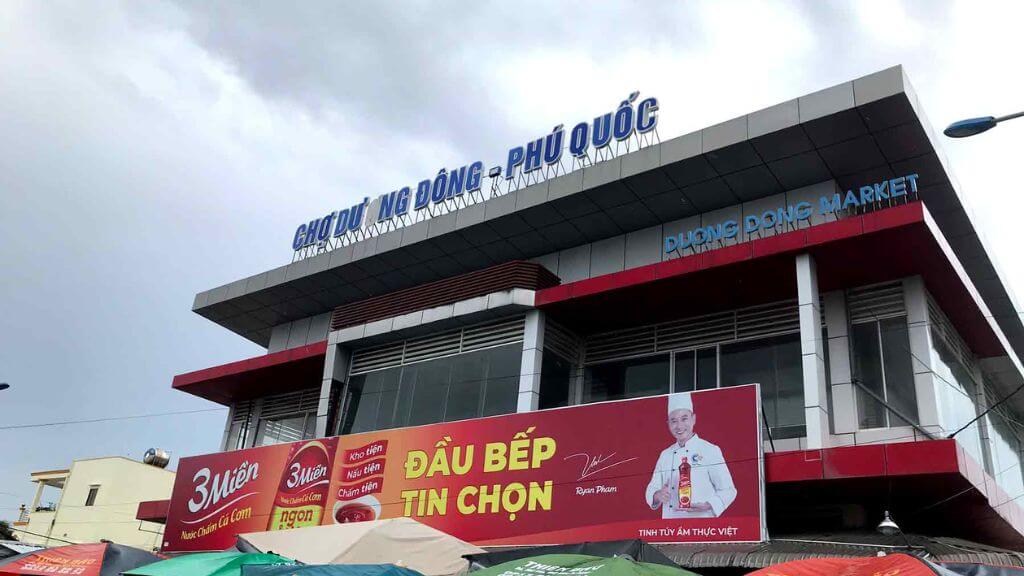 CHỢ DƯ NG ĐÔNG - PHÚ QUỐC
DUONG DONG MARKET
3Miền
Nước Chấm Cá Cơm
3Miền
Nước Chấm Cá Cơm
ngon
Kho tiện
Nấu tiện
Chấm tiện
ĐẦU BẾP
TIN CHỌN
Ryan Phạm
TINH TÚY ẨM THỰC VIỆT